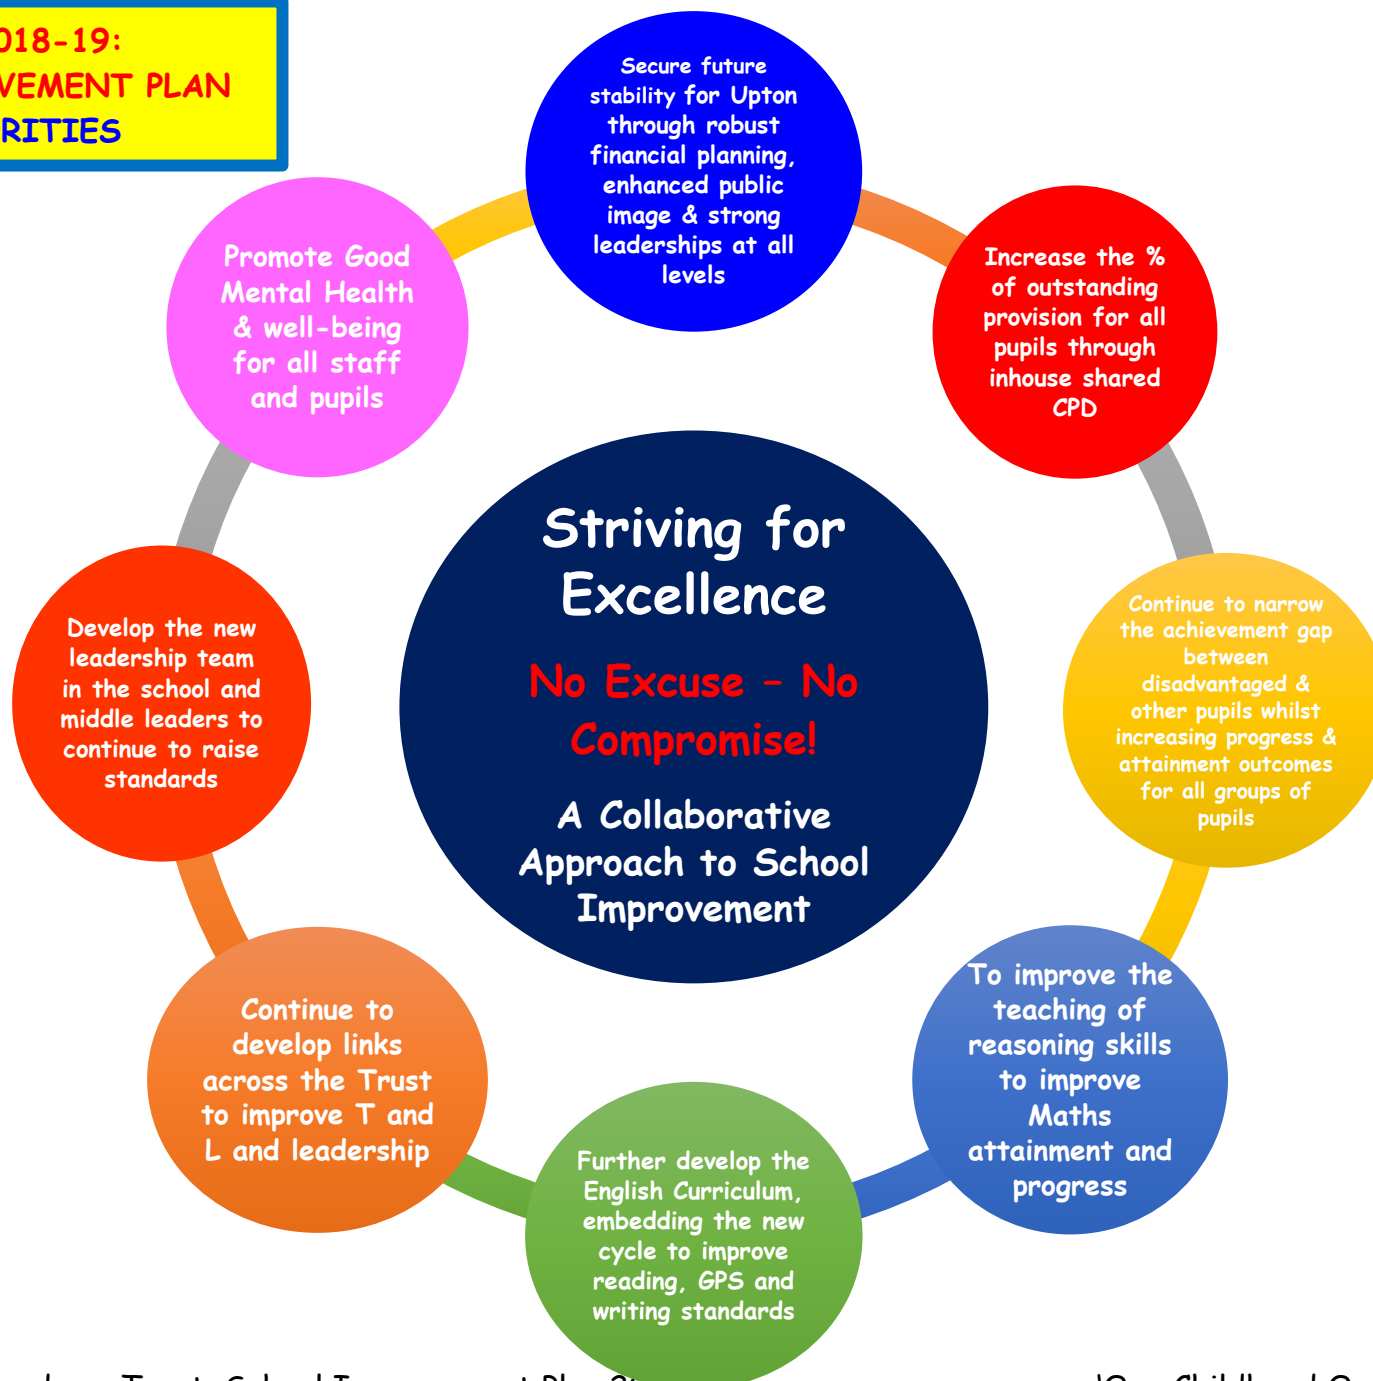 018-19:
VEMENT PLAN
RITIES
Secure future
stability for Upton
through robust
financial planning,
enhanced public
image & strong
leaderships at all
levels
Increase the %
of outstanding
provision for all
pupils through
inhouse shared
CPD
Continue to narrow
the achievement gap
between
disadvantaged &
other pupils whilst
increasing progress &
attainment outcomes
for all groups of
pupils
To improve the
teaching of
reasoning skills
to improve
Maths
attainment and
progress
Further develop the
English Curriculum,
embedding the new
cycle to improve
reading, GPS and
writing standards
Continue to
develop links
across the Trust
to improve T and
L and leadership
Develop the new
leadership team
in the school and
middle leaders to
continue to raise
standards
Promote Good
Mental Health
& well-being
for all staff
and pupils
Striving for
Excellence
No Excuse – No
Compromise!
A Collaborative
Approach to School
Improvement